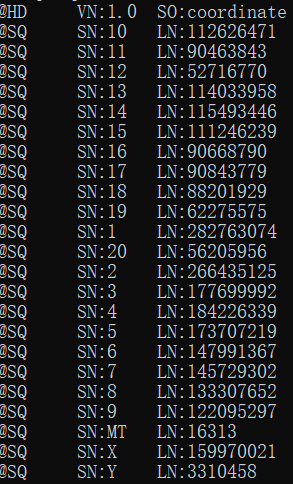 @HD VN:1.0 SO:coordinate
@SQ SN:10 LN:112626471
@SQ SN:11 LN:90463843
@SQ SN:12 LN:52716770
@SQ SN:13 LN:114033958
@SQ SN:14 LN:115493446
@SQ SN:15 LN:111246239
@SQ SN:16 LN:90668790
@SQ SN:17 LN:90843779
@SQ SN:18 LN:88201929
@SQ SN:19 LN:62275575
@SQ SN:1 LN:282763074
@SQ SN:20 LN:56205956
@SQ SN:2 LN:266435125
@SQ SN:3 LN:177699992
@SQ SN:4 LN:184226339
@SQ SN:5 LN:173707219
@SQ SN:6 LN:147991367
@SQ SN:7 LN:145729302
@SQ SN:8 LN:133307652
@SQ SN:9 LN:122095297
@SQ SN:MT LN:16313
@SQ SN:X LN:159970021
@SQ SN:Y LN:3310458